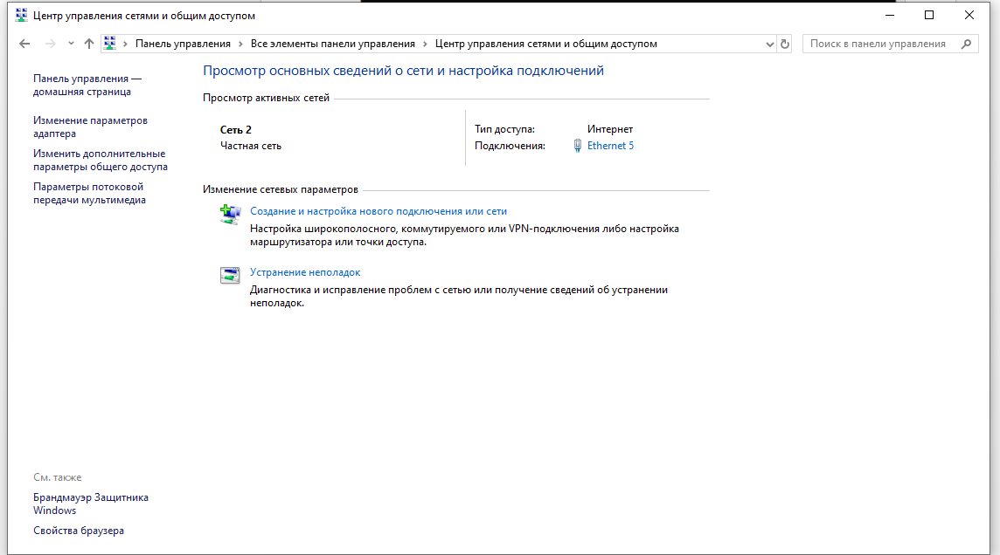 Центр управления сетями и общим доступом
Панель управления > Все элементы панели управления > Центр управления сетями и общим доступом
Поиск в панели управления
Панель управления —
домашняя страница
Изменение параметров
адаптера
Изменить дополнительные
параметры общего доступа
Параметры потоковой
передачи мультимедиа
Просмотр основных сведений о сети и настройка подключений
Просмотр активных сетей
Сеть 2
Частная сеть
Тип доступа: Интернет
Подключения: Ethernet 5
Изменение сетевых параметров
Создание и настройка нового подключения или сети
Настройка широкополосного, коммутируемого или VPN-подключения либо настройка
маршрутизатора или точки доступа.
Устранение неполадок
Диагностика и исправление проблем с сетью или получение сведений об устранении
неполадок.
См. также
Брандмауэр Защитника
Windows
Свойства браузера